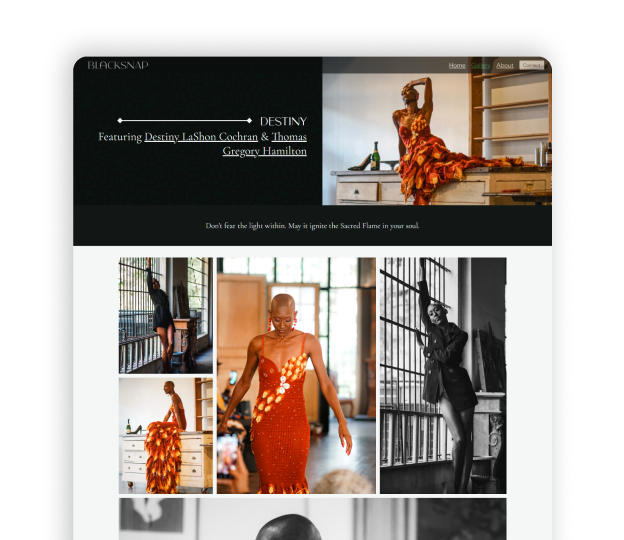 BLACKSNAP
Home Gallery About Contact
DESTINY
Featuring Destiny LaShon Cochran & Thomas
Gregory Hamilton
Don't fear the light within. May it ignite the Sacred Flame in your soul.